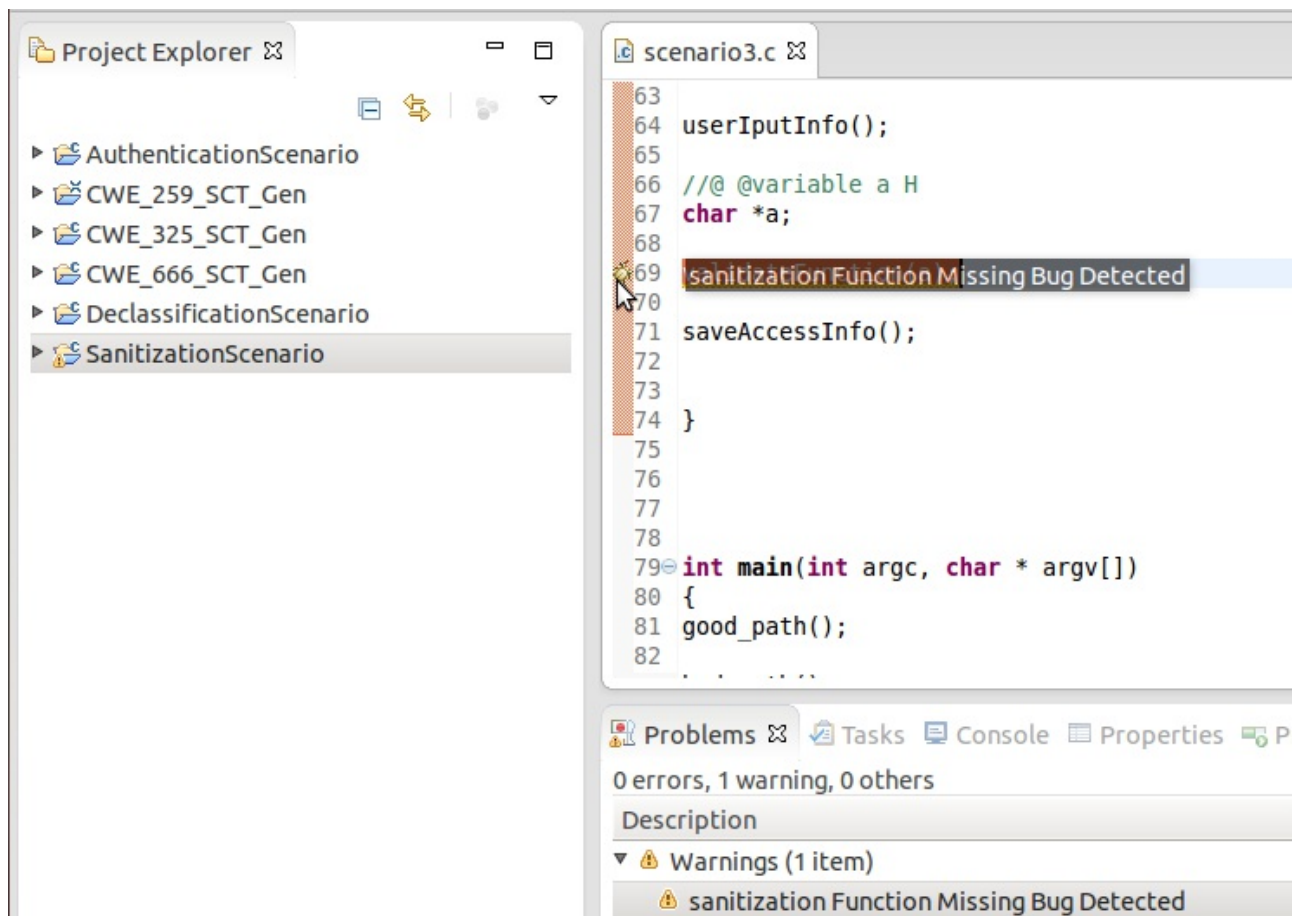 Project Explorer
AuthenticationScenario
CWE_259_SCT_Gen
CWE_325_SCT_Gen
CWE_666_SCT_Gen
DeclassificationScenario
SanitizationScenario
scenario3.c
63
64 userIputInfo();
65
66 //@ @variable a H
67 char *a;
68
69 sanitization Function Missing Bug Detected
70
71 saveAccessInfo();
72
73
74 }
75
76
77
78
79 int main(int argc, char * argv[])
80 {
81 good_path();
82
Problems Tasks Console Properties P
0 errors, 1 warning, 0 others
Description
Warnings (1 item)
sanitization Function Missing Bug Detected